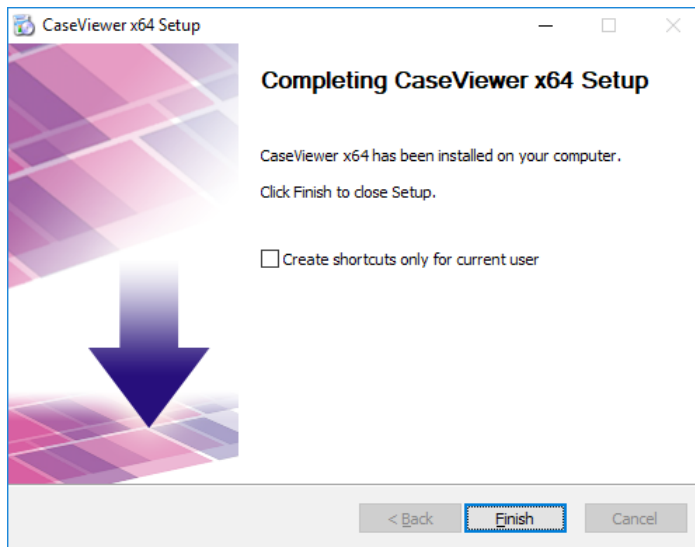 CaseViewer x64 Setup
Completing CaseViewer x64 Setup
CaseViewer x64 has been installed on your computer.
Click Finish to close Setup.
Create shortcuts only for current user
< Back Finish Cancel